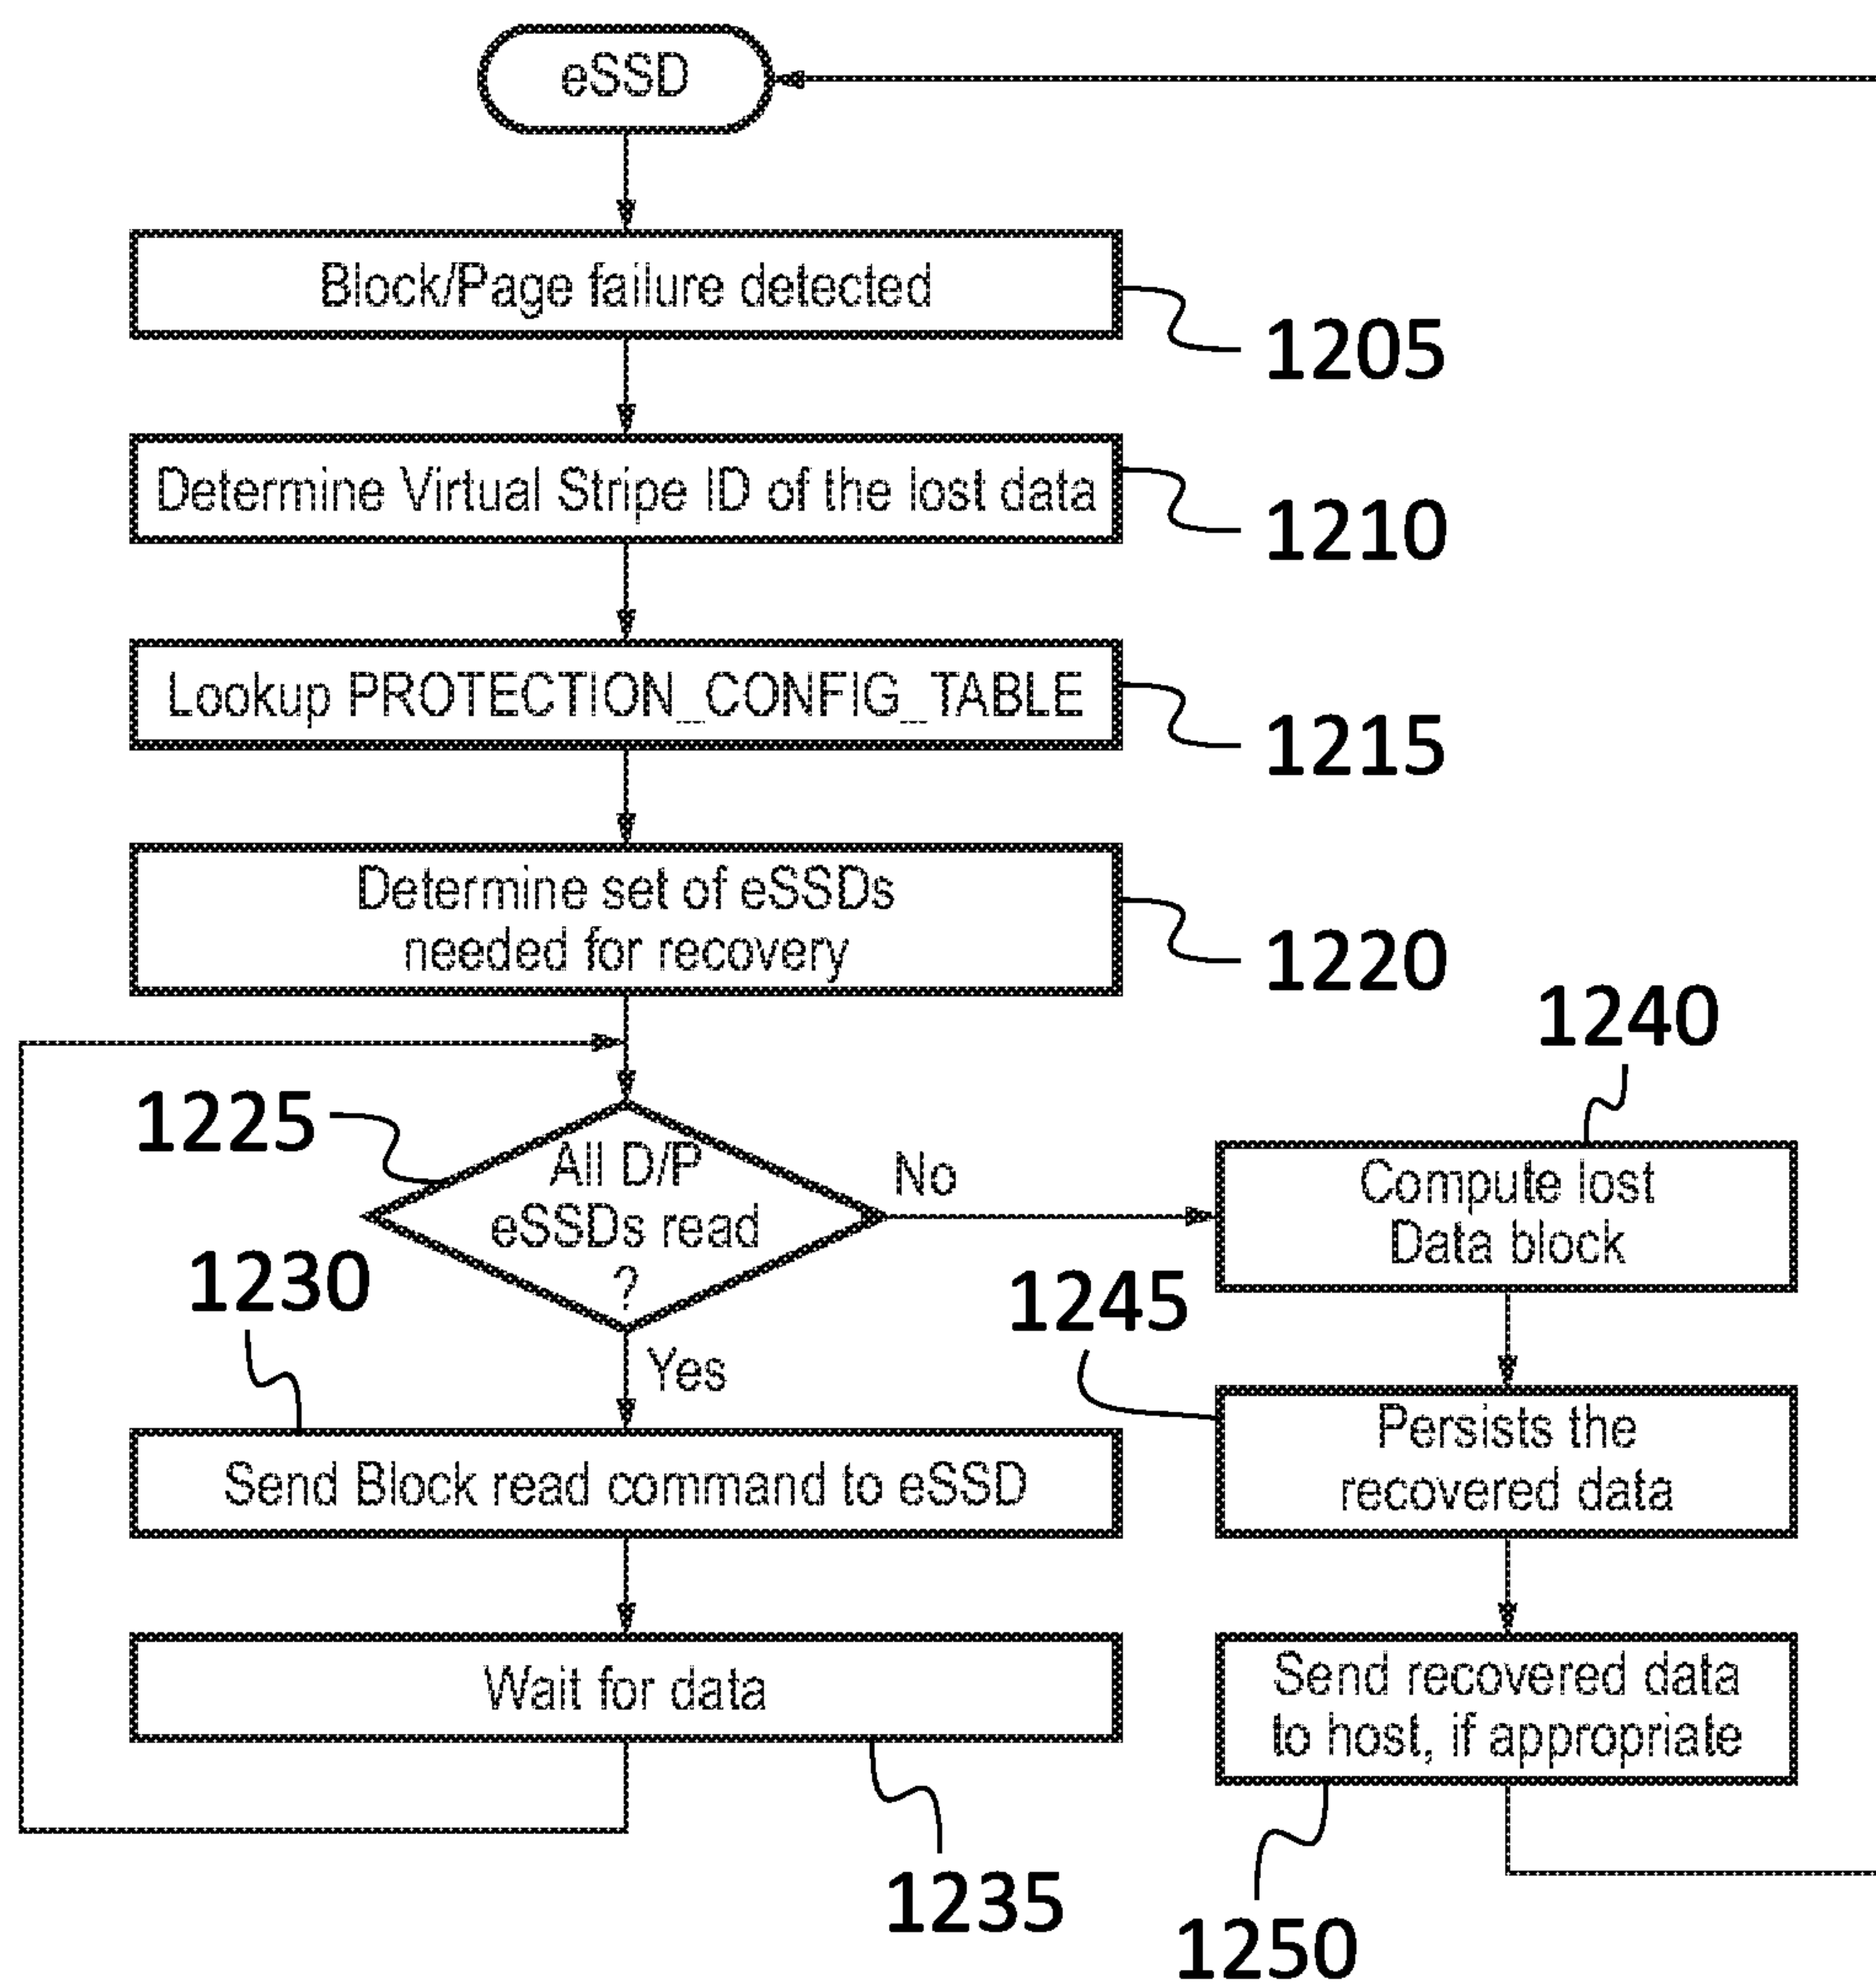 eSSD
Block/Page failure detected
1205
Determine Virtual Stripe ID of the lost data
1210
Lookup PROTECTION_CONFIG_TABLE
1215
Determine set of eSSDs
needed for recovery
1220
1225
All D/P
eSSDs read
?
No
Yes
1230
Send Block read command to eSSD
Wait for data
1235
1240
Compute lost
Data block
1245
Persists the
recovered data
Send recovered data
to host, if appropriate
1250